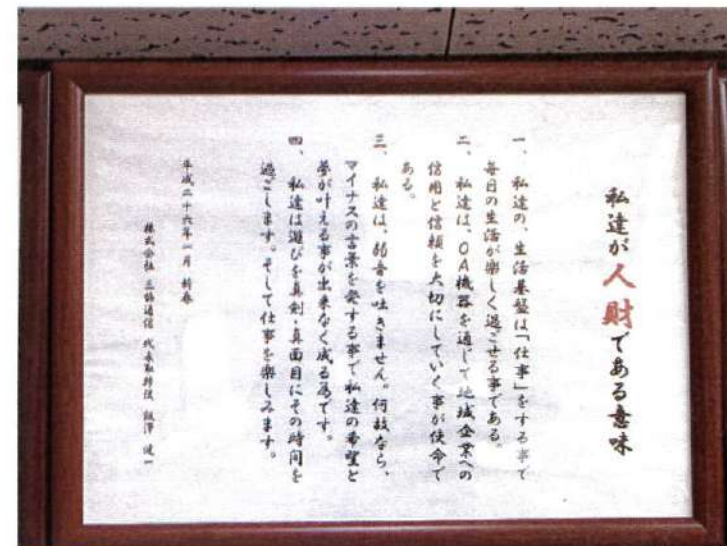 私達が人財である意味
一、私達の、生活基盤は「仕事」をする事で
毎日の生活が楽しく過ごせる事である。
二、私達は、OA機器を通じて地域企業への
信用と信頼を大切にしていく事が使命で
ある。
三、私達は、弱音を吐きません。何故なら、
マイナスの言葉を発する事で私達の希望と
夢が叶える事が出来なく成る為です。
四、私達は遊びを真剣・真面目にその時間を
過ごします。そして仕事を楽しみます。
平成二十六年一月 新春
株式会社 三協通信 代表取締役 飯澤 健一